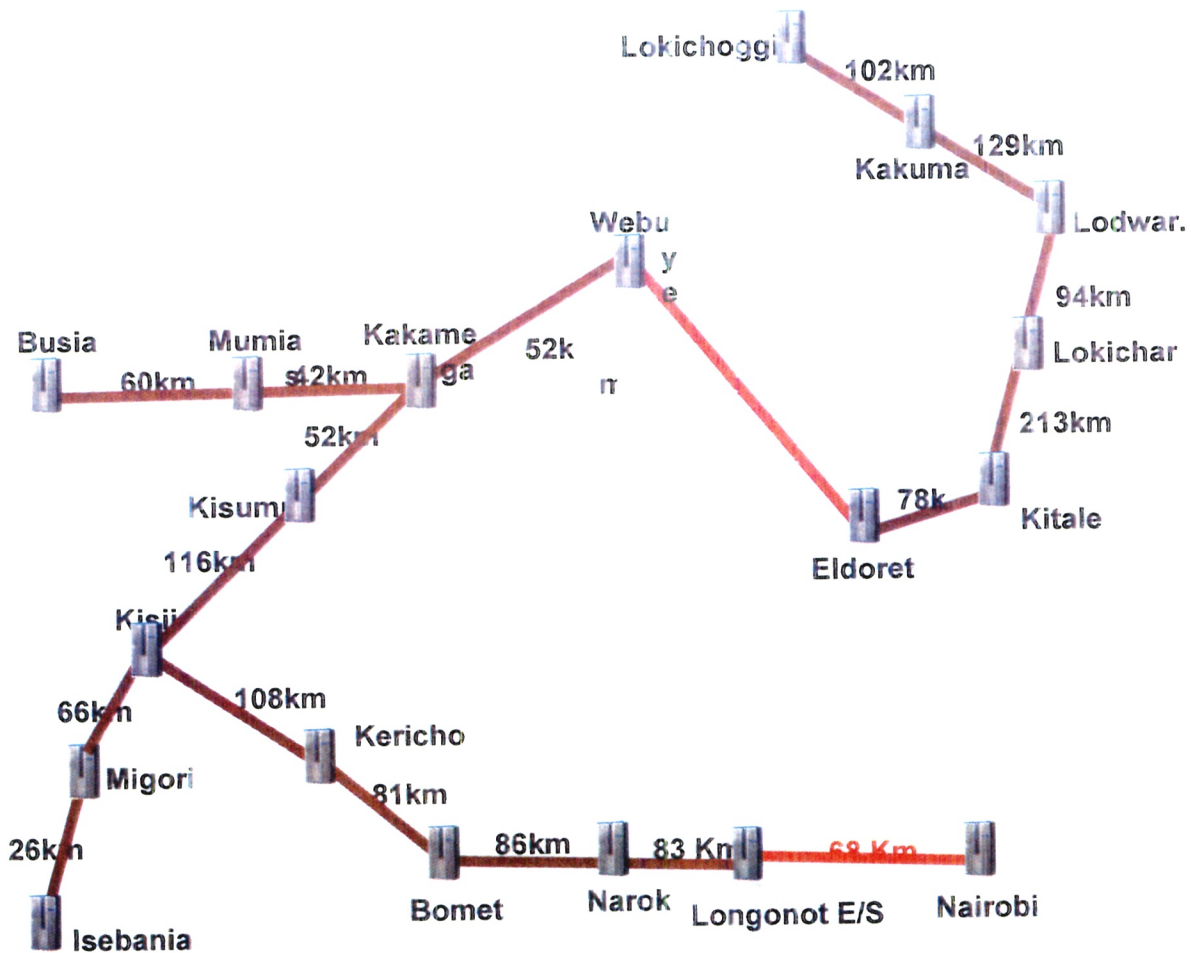 Lokichoggi
102km
129km
Kakuma
Lodwar.
Webu
y
e
94km
Busia
Mumia
s
Kakame
ga
52k
m
Lokichar
60km
42km
213km
52km
Kisumu
78k
Kitale
116km
Eldoret
Kisii
66km
108km
Kericho
Migori
81km
26km
86km
83 Km
68 Km
Narok
Bomet
Longonot E/S
Nairobi
Isebania